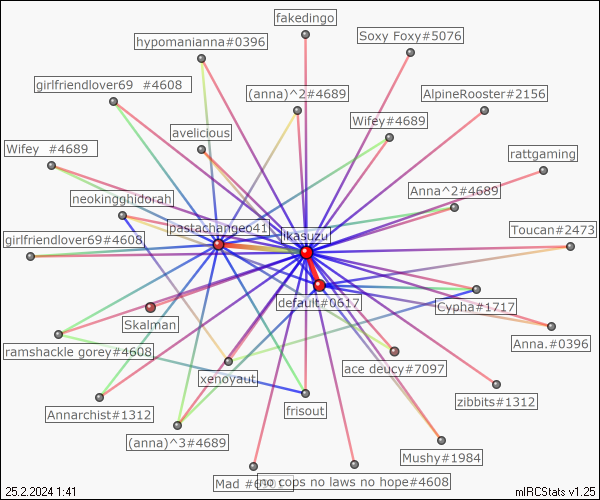 fakedingo
hypomanianna#0396
Soxy Foxy#5076
girlfriendlover69 #4608
(anna)^2#4689
AlpineRooster#2156
avelicious
Wifey#4689
Wifey #4689
rattgaming
neokingghidorah
Anna^2#4689
pastachangeo41
likasuzu
Toucan#2473
girlfriendlover69#4608
default#0617
Cypha#1717
Skalman
Anna.#0396
ramshackle gorey#4608
ace deucy#7097
xenoyaut
zibbits#1312
Annarchist#1312
frisout
(anna)^3#4689
Mushy#1984
Mad
no cops no laws no hope#4608
25.2.2024 1:41
mIRCStats v1.25